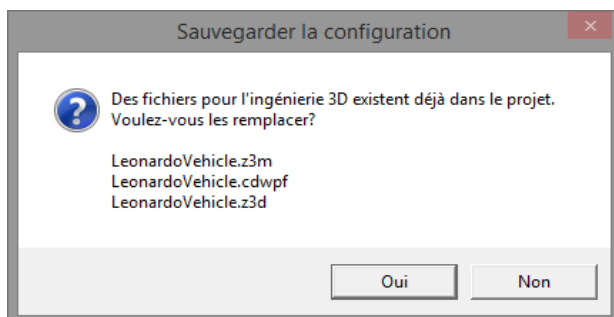 Sauvegarder la configuration
Des fichiers pour l'ingénierie 3D existent déjà dans le projet.
Voulez-vous les remplacer?
LeonardoVehicle.z3m
LeonardoVehicle.cdwpf
LeonardoVehicle.z3d
Oui
Non